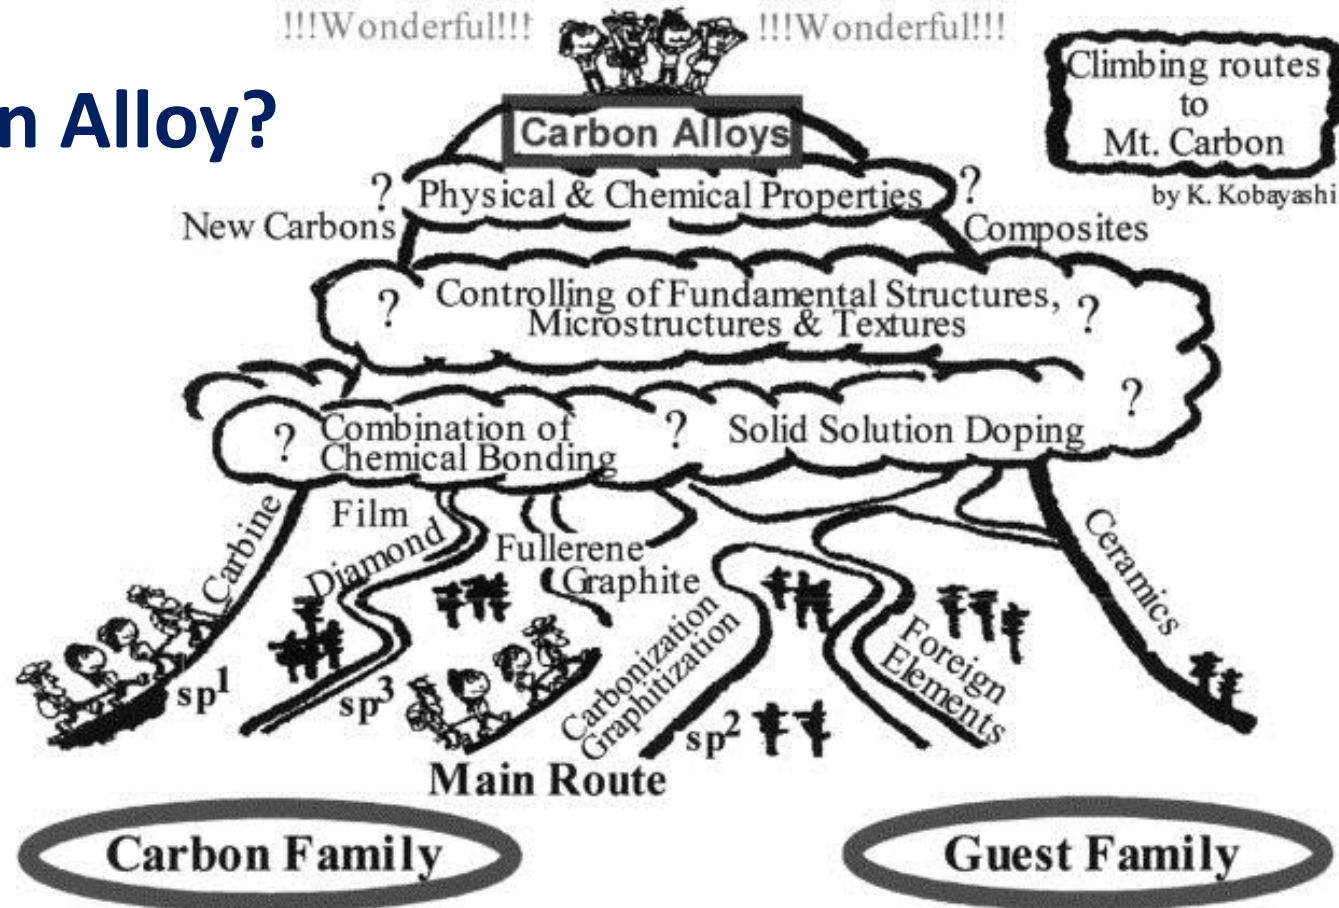 !!!Wonderful!!! !!!Wonderful!!!
n Alloy?
Climbing routes
to
Mt. Carbon
by K. Kobayashi
Carbon Alloys
? Physical & Chemical Properties ?
New Carbons
Composites
? Controlling of Fundamental Structures, ?
Microstructures & Textures
?
? Combination of ? Solid Solution Doping
Chemical Bonding
Carbine
Film
Diamond
Fullerene
Graphite
Carbonization
Graphitization
Foreign
Elements
Ceramics
sp1
sp3
sp2
Main Route
Carbon Family
Guest Family